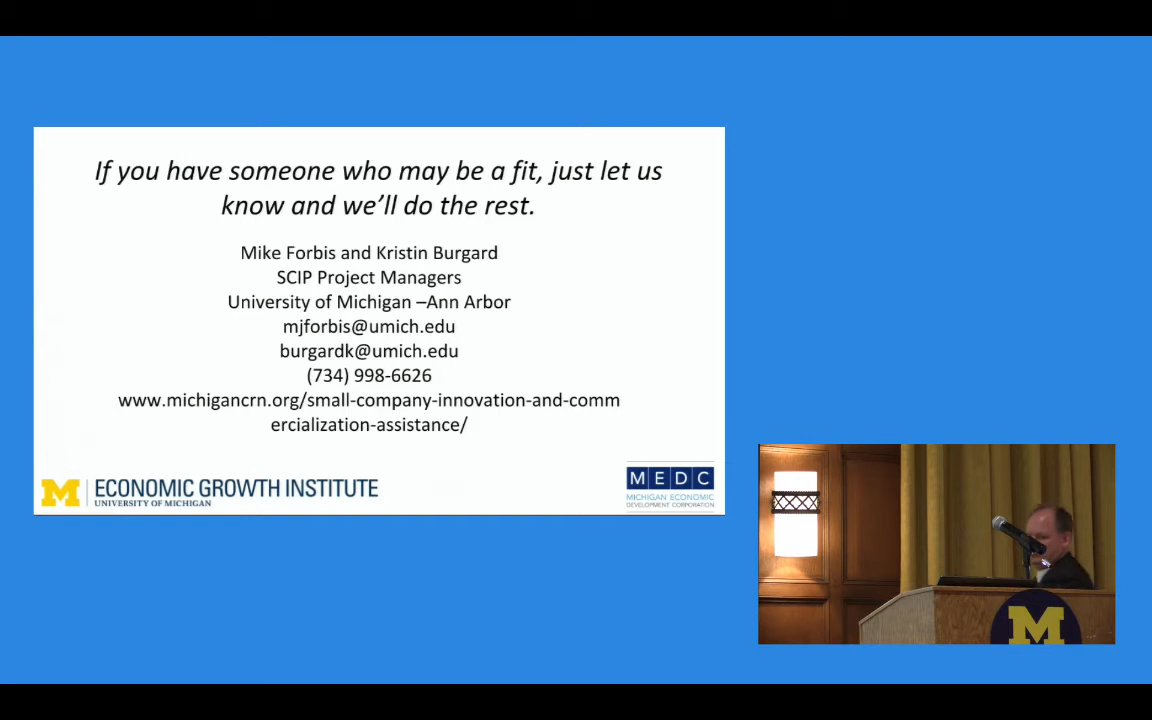 If you have someone who may be a fit, just let us
know and we'll do the rest.
Mike Forbis and Kristin Burgard
SCIP Project Managers
University of Michigan –Ann Arbor
mjforbis@umich.edu
burgardk@umich.edu
(734) 998-6626
www.michigancrn.org/small-company-innovation-and-comm
ercialization-assistance/
M ECONOMIC GROWTH INSTITUTE
UNIVERSITY OF MICHIGAN
MEDC
MICHIGAN ECONOMIC
DEVELOPMENT CORPORATION
M